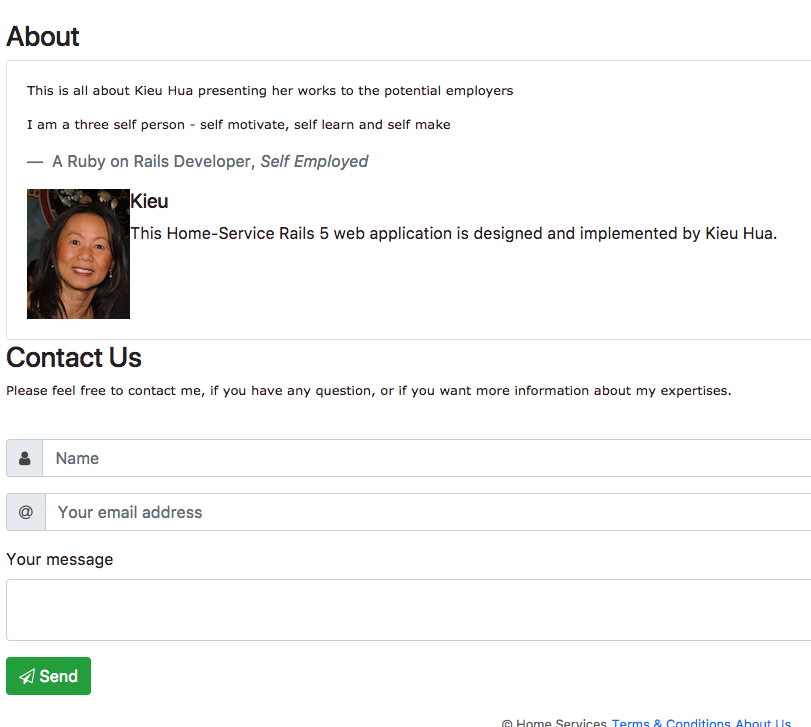 About
This is all about Kieu Hua presenting her works to the potential employers
I am a three self person - self motivate, self learn and self make
— A Ruby on Rails Developer, Self Employed
Kieu
This Home-Service Rails 5 web application is designed and implemented by Kieu Hua.
Contact Us
Please feel free to contact me, if you have any question, or if you want more information about my expertises.
Name
@ Your email address
Your message
Send
© Home Services Terms & Conditions About Us